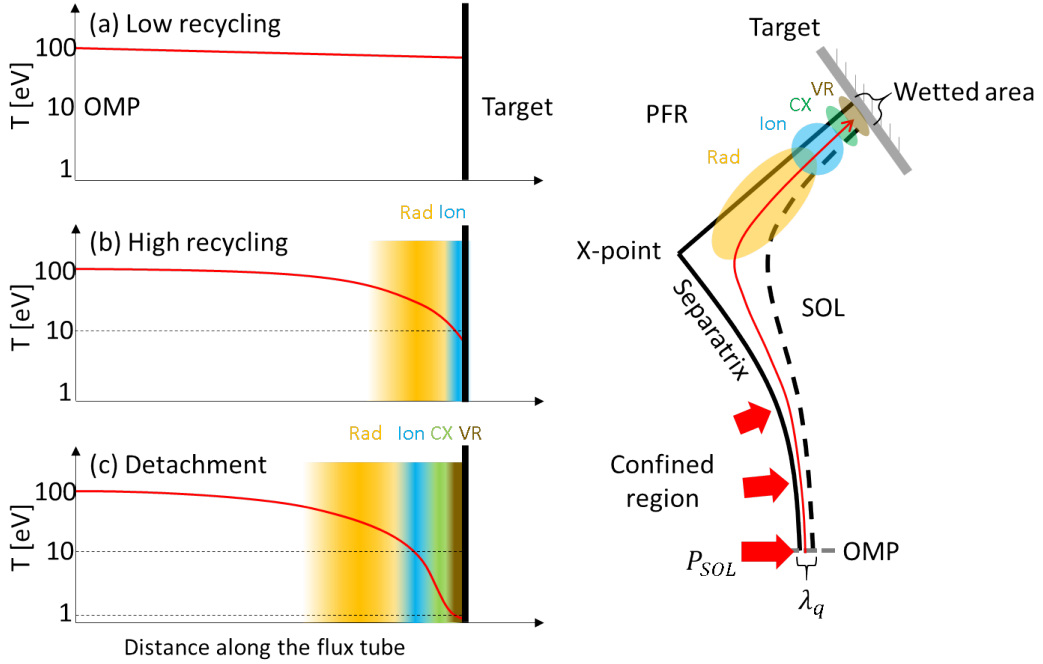 (a) Low recycling
T [eV]
100
10
1
OMP
Target
Rad Ion
(b) High recycling
T [eV]
100
10
1
Rad Ion CX VR
(c) Detachment
T [eV]
100
10
1
Distance along the flux tube
Target
VR
Wetted area
CX
PFR
Ion
Rad
X-point
Separatrix
SOL
Confined
region
P_{SOL}
OMP
λ_q